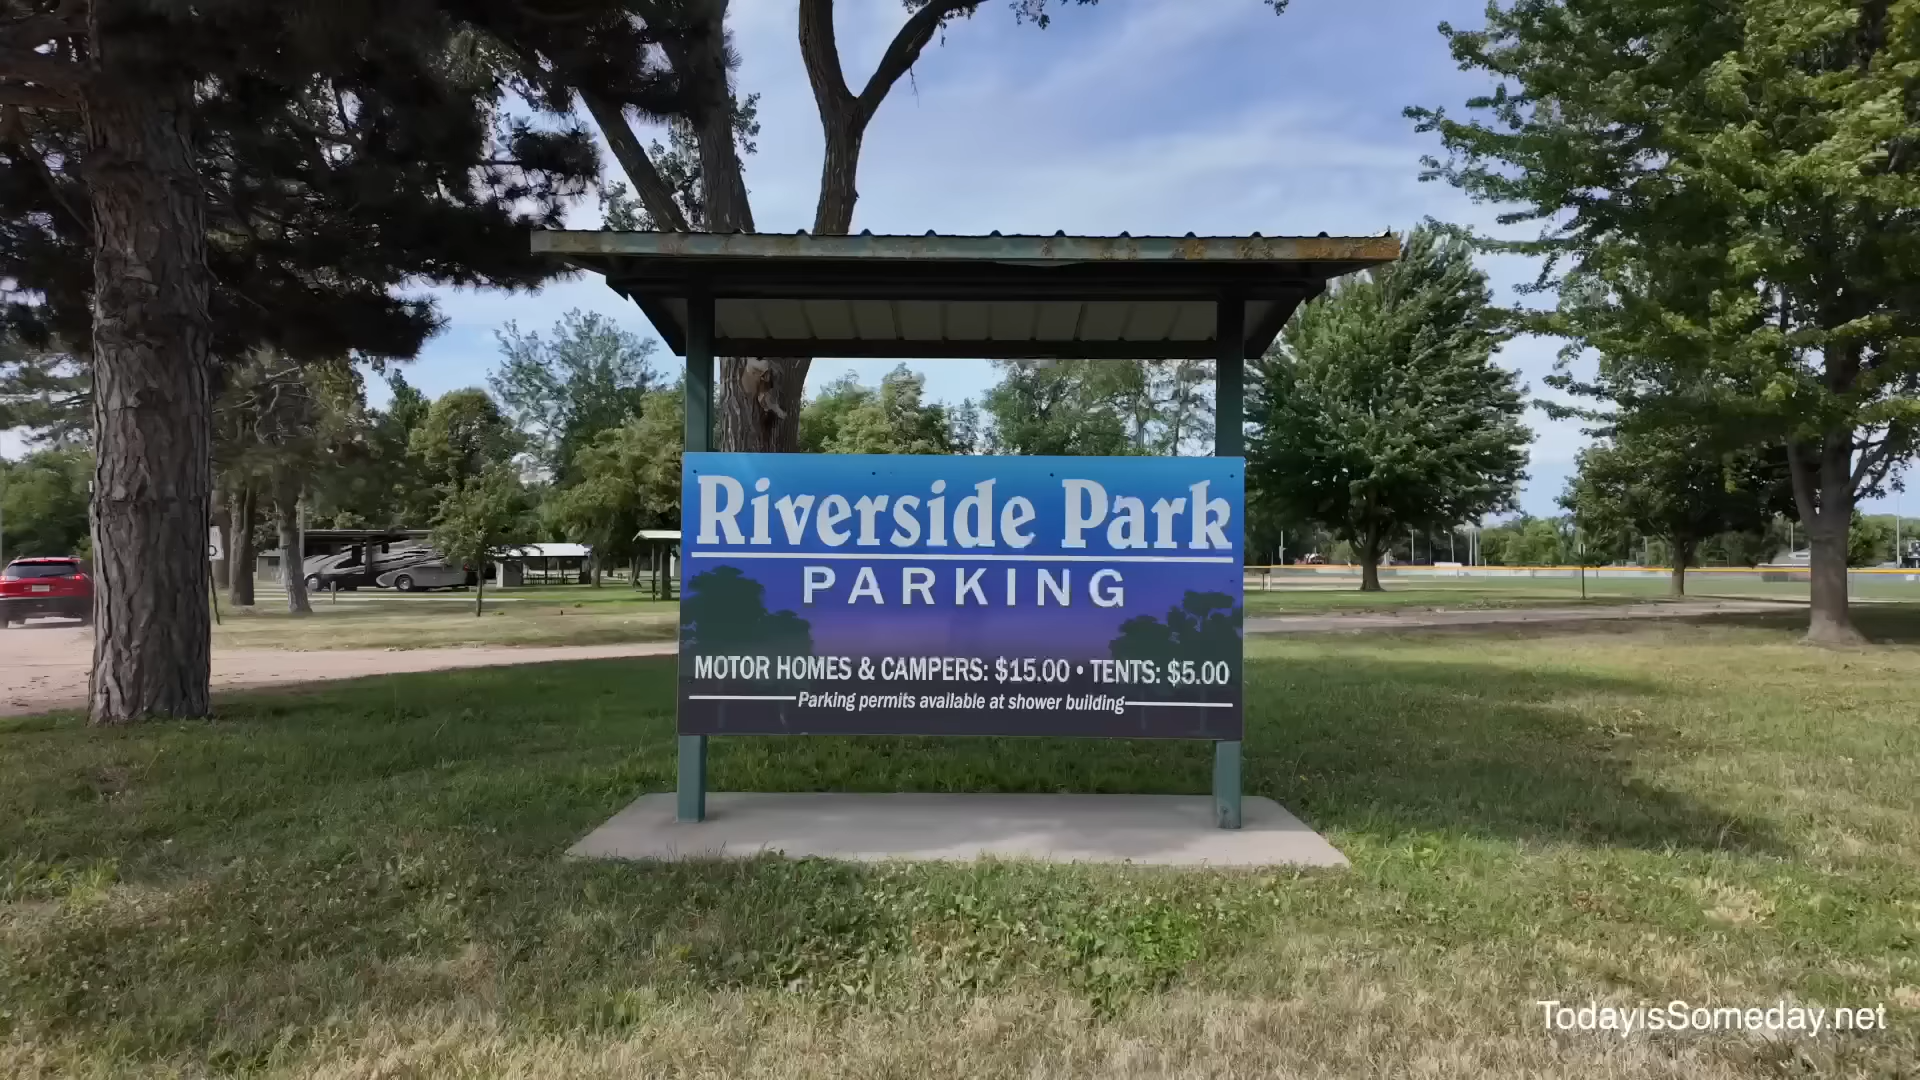 Riverside Park
PARKING
MOTOR HOMES & CAMPERS: $15.00 • TENTS: $5.00
Parking permits available at shower building
TodayisSomeday.net